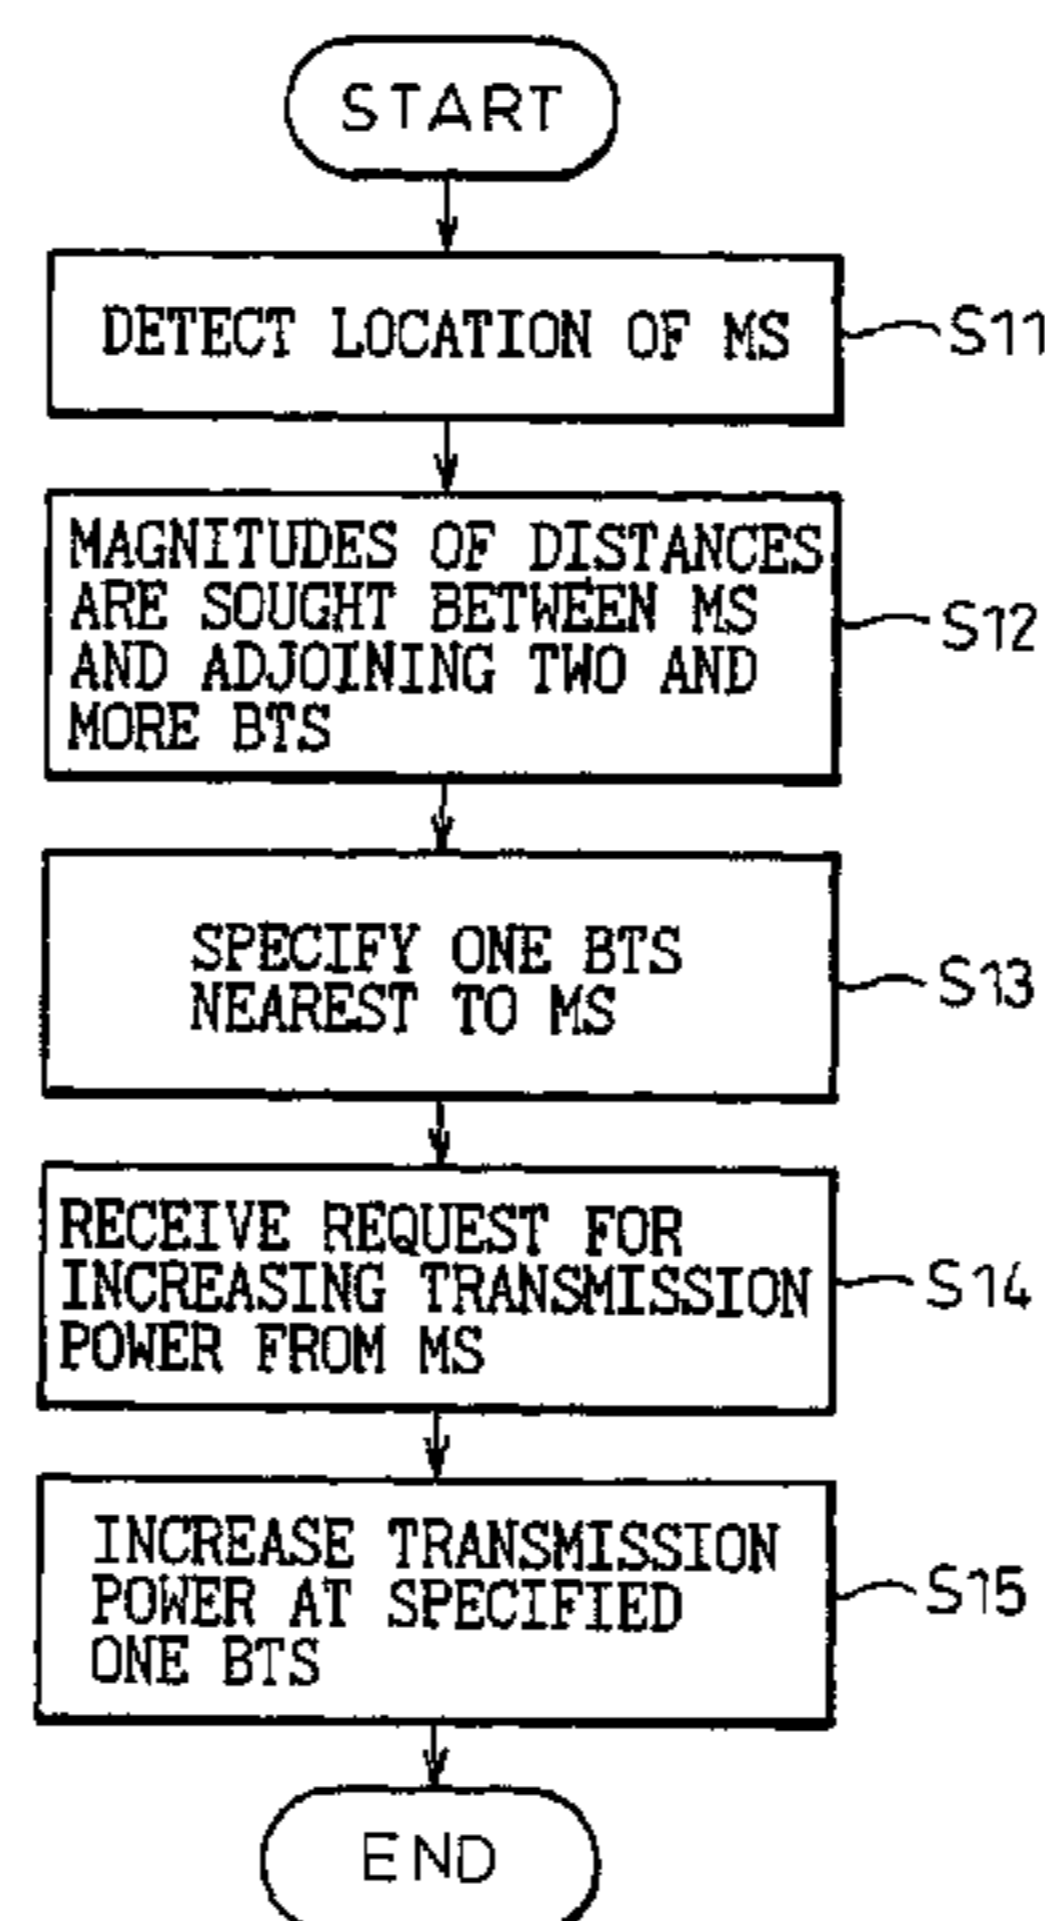 START
DETECT LOCATION OF MS
S11
MAGNITUDES OF DISTANCES
ARE SOUGHT BETWEEN MS
AND ADJOINING TWO AND
MORE BTS
S12
SPECIFY ONE BTS
NEAREST TO MS
S13
RECEIVE REQUEST FOR
INCREASING TRANSMISSION
POWER FROM MS
S14
INCREASE TRANSMISSION
POWER AT SPECIFIED
ONE BTS
S15
END